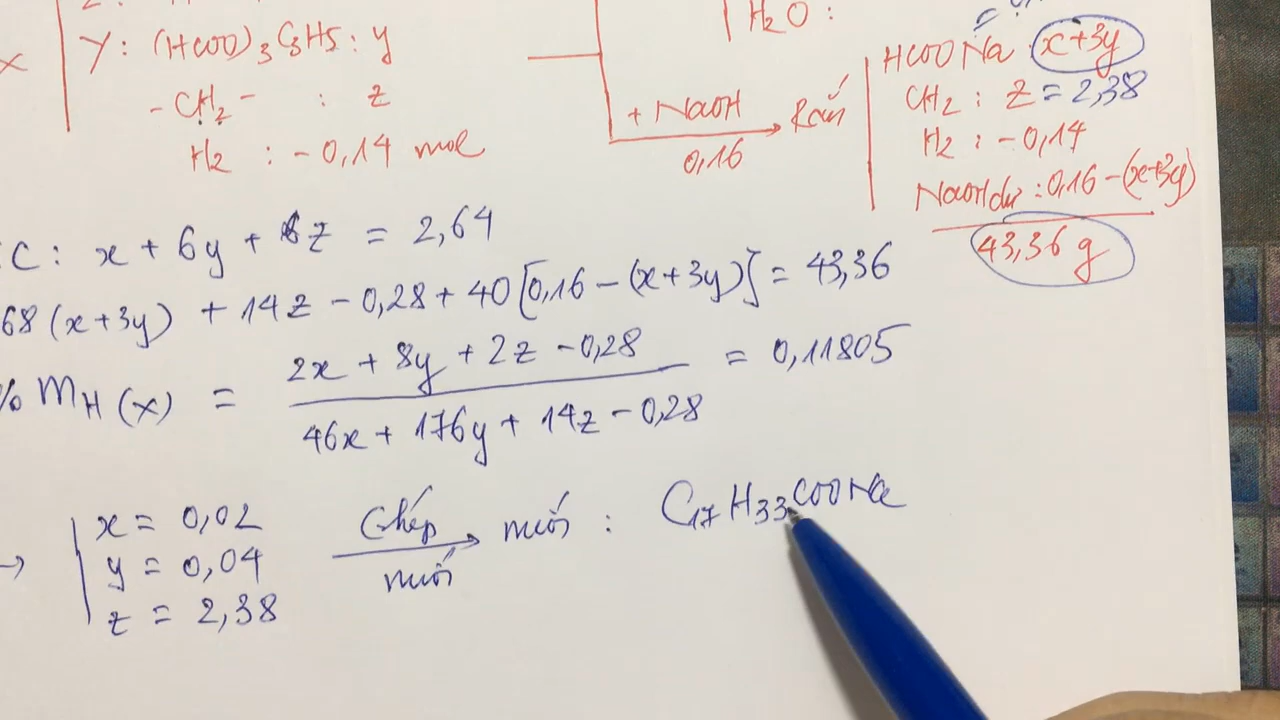 H₂O :
x | Y : (HCOO)₃C₃H₅ : y
- CH₂ - : z
H₂ : - 0,14 mol
+ NaOH
0,16
Rắn
HCOONa x+3y
CH₂ : z = 2,38
H₂ : - 0,14
NaOH dư : 0,16 - (x+3y)
43,36 g
C : x + 6y + z = 2,64
68 (x+3y) + 14z - 0,28 + 40 [0,16 - (x+3y)] = 43,36
% mH (X) = (2x + 8y + 2z - 0,28) / (46x + 176y + 14z - 0,28) = 0,11805
→ x = 0,02
y = 0,04
z = 2,38
Ghép
muối
muối : C₁₇H₃₃COONa